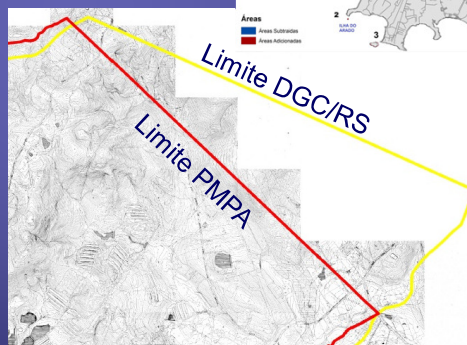 Áreas
Áreas Subtraídas
Áreas Adicionadas
2
ILHA DO
ARADO
3
Limite DGC/RS
Limite PMPA